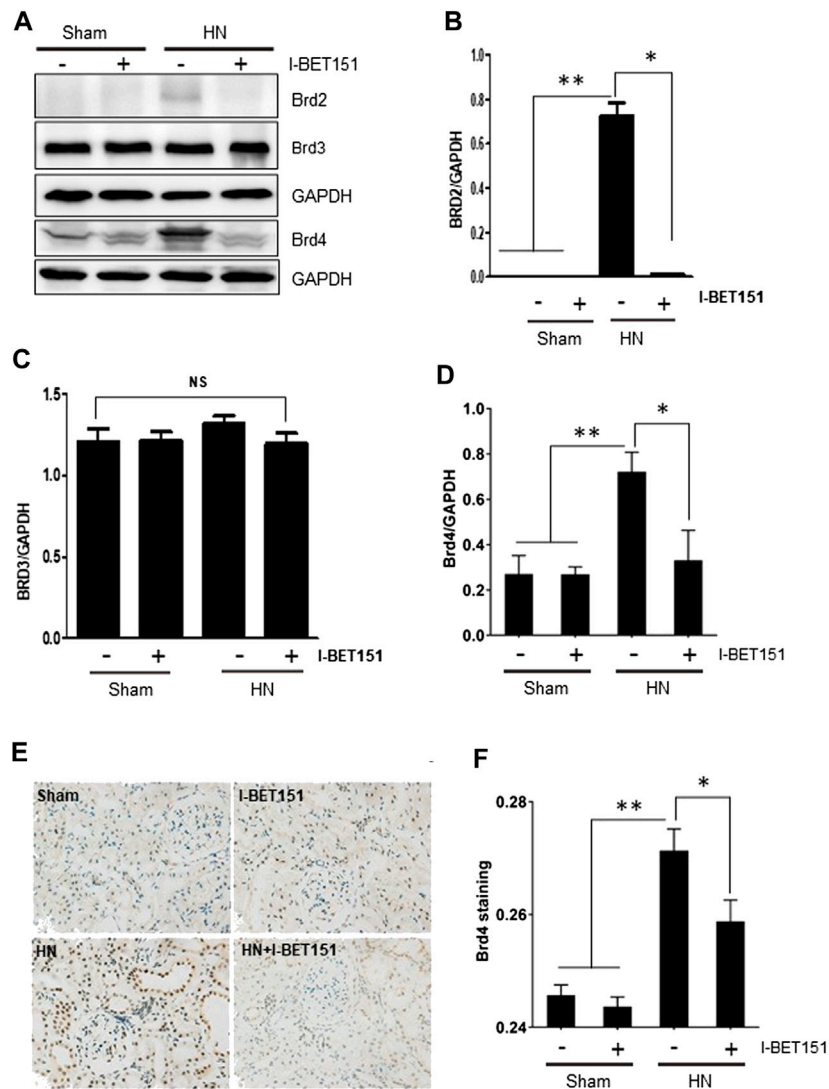 A
Sham HN
- + - + I-BET151
Brd2
Brd3
GAPDH
Brd4
GAPDH
B
BRD2/GAPDH
1.0
0.8
0.6
0.4
0.2
0.0
** *
- + - + I-BET151
Sham HN
C
BRD3/GAPDH
1.5
1.0
0.5
0.0
NS
- + - + I-BET151
Sham HN
D
Brd4/GAPDH
1.0
0.8
0.6
0.4
0.2
0.0
** *
- + - + I-BET151
Sham HN
E
Sham I-BET151
HN HN+I-BET151
F
Brd4 staining
0.28
0.26
0.24
** *
- + - + I-BET151
Sham HN